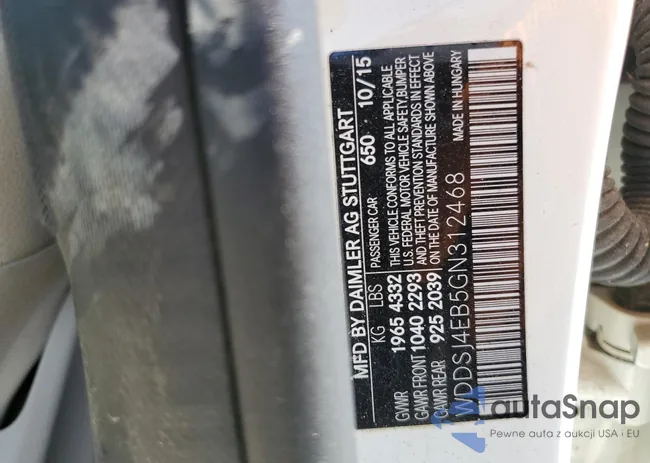 MFD BY DAIMLER AG STUTTGART
650 10/15
KG LBS PASSENGER CAR
GVWR 1965 4332
GAWR FRONT 1040 2293
GAWR REAR 925 2039
THIS VEHICLE CONFORMS TO ALL APPLICABLE
U.S. FEDERAL MOTOR VEHICLE SAFETY, BUMPER
AND THEFT PREVENTION STANDARDS IN EFFECT
ON THE DATE OF MANUFACTURE SHOWN ABOVE
MADE IN HUNGARY
WDDSJ4EB5GN312468
autoSnap
Pewne auta z aukcji USA i EU